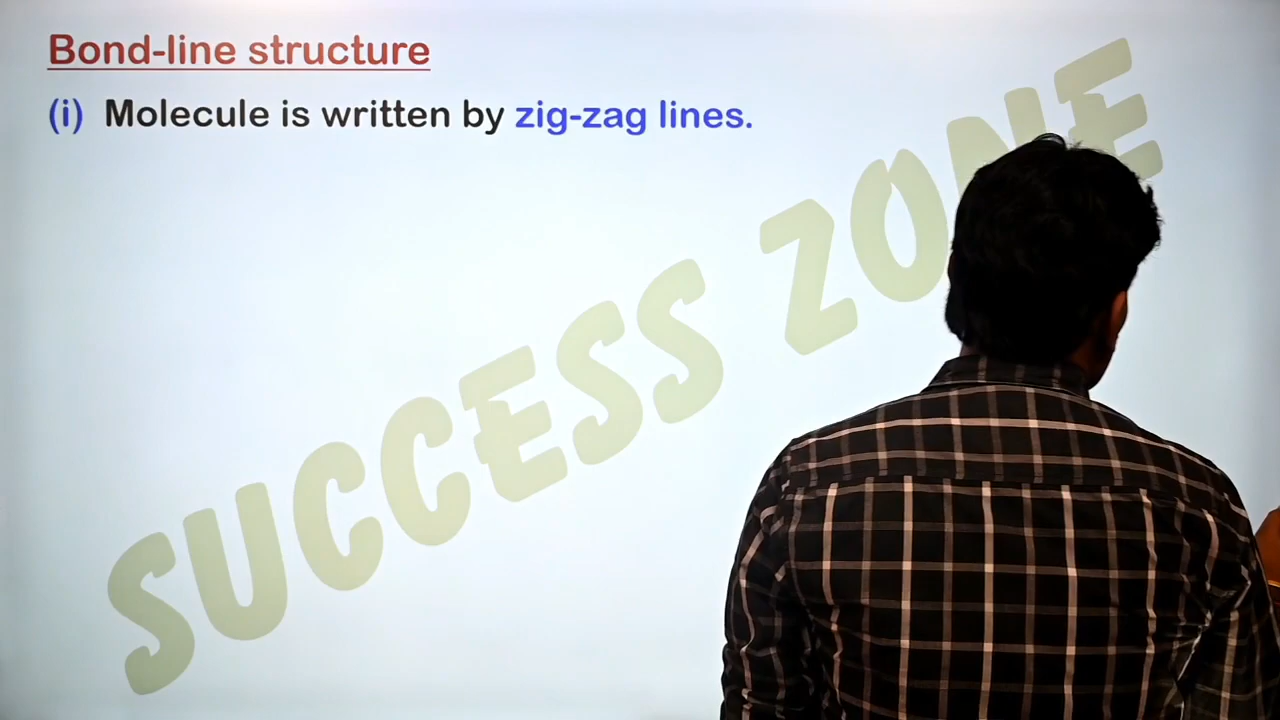 Bond-line structure
(i) Molecule is written by zig-zag lines.
SUCCESS ZONE